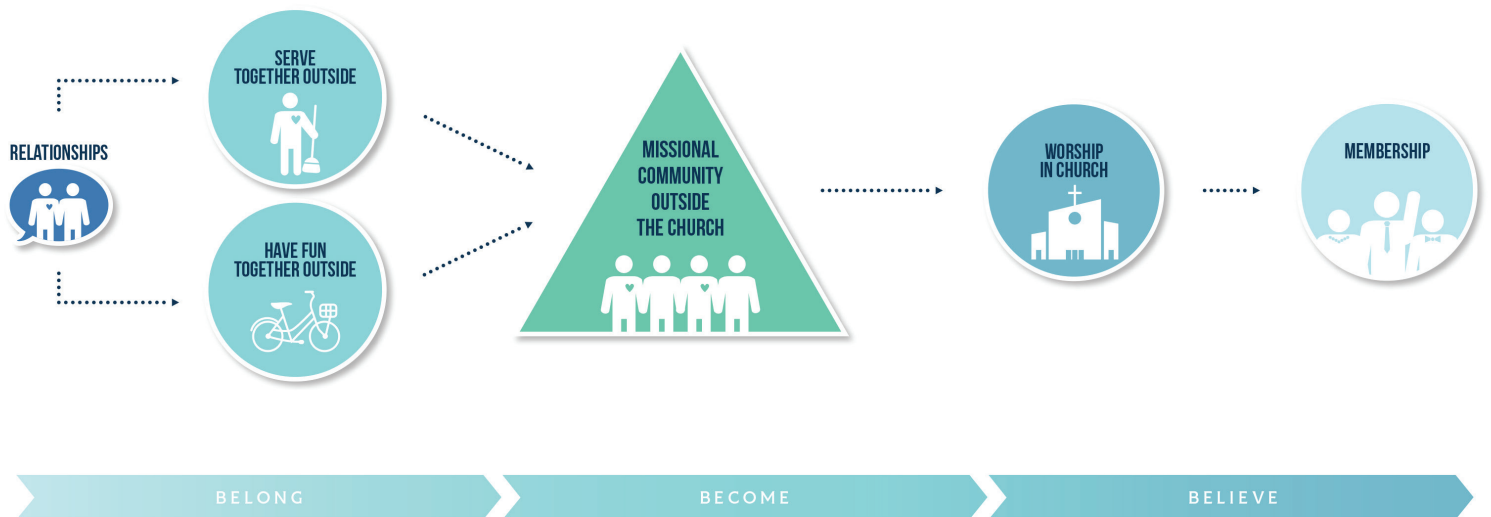 RELATIONSHIPS
SERVE
TOGETHER OUTSIDE
HAVE FUN
TOGETHER OUTSIDE
MISSIONAL
COMMUNITY
OUTSIDE
THE CHURCH
WORSHIP
IN CHURCH
MEMBERSHIP
BELONG
BECOME
BELIEVE